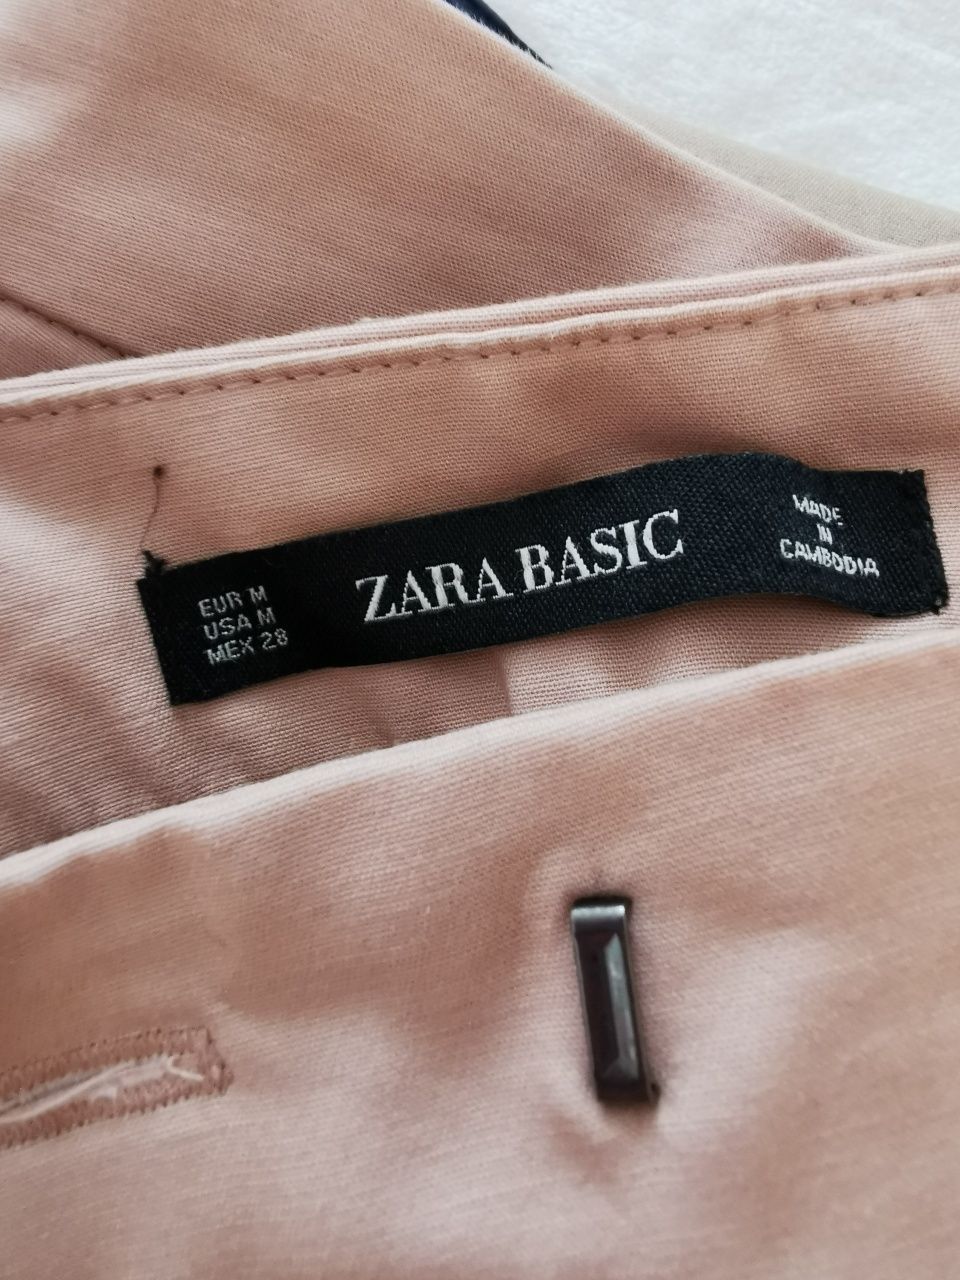 EUR M
USA M
MEX 28
ZARA BASIC
MADE
IN
CAMBODIA